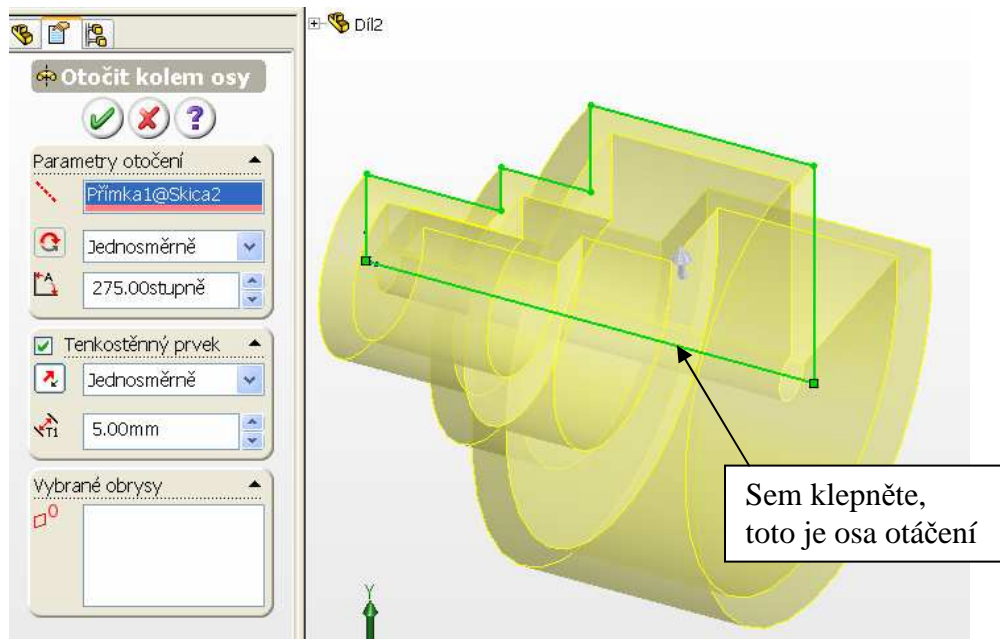 Díl2
Otočit kolem osy
?
Parametry otočení
Přímka1@Skica2
Jednosměrně
A
275.00stupně
Tenkostěnný prvek
Jednosměrně
T1
5.00mm
Vybrané obrysy
Sem klepněte,
toto je osa otáčení
Y